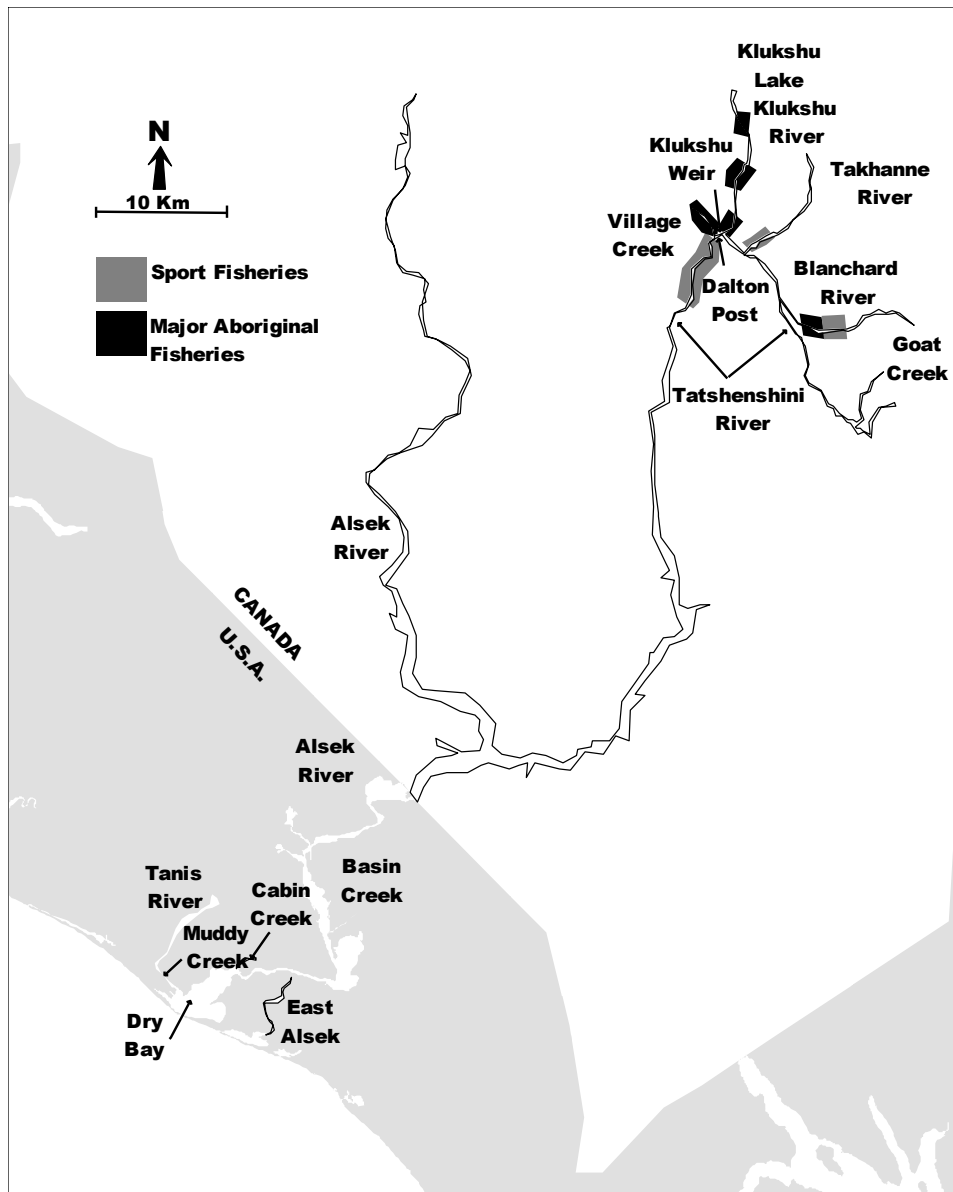 Klukshu
Lake
Klukshu
River
N
Klukshu
Weir
Takhanne
River
10 Km
Village
Creek
Sport Fisheries
Blanchard
River
Dalton
Post
Major Aboriginal
Fisheries
Goat
Creek
Tatshenshini
River
Alsek
River
CANADA
U.S.A.
Alsek
River
Basin
Creek
Tanis
River
Cabin
Creek
Muddy
Creek
East
Alsek
Dry
Bay